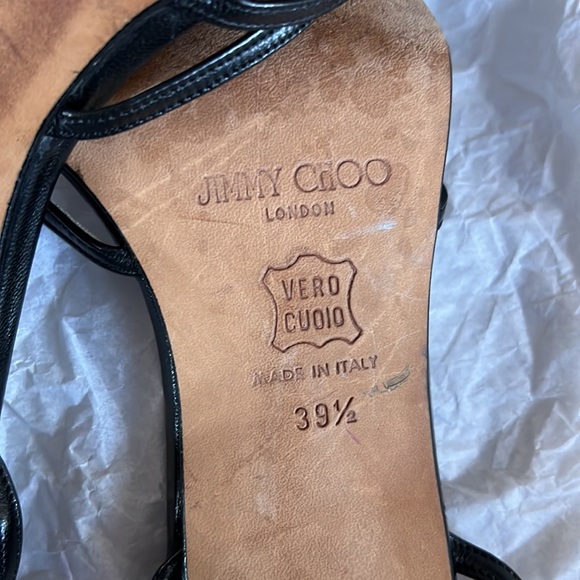 JIMMY CHOO
LONDON
VERO
CUOIO
MADE IN ITALY
39½